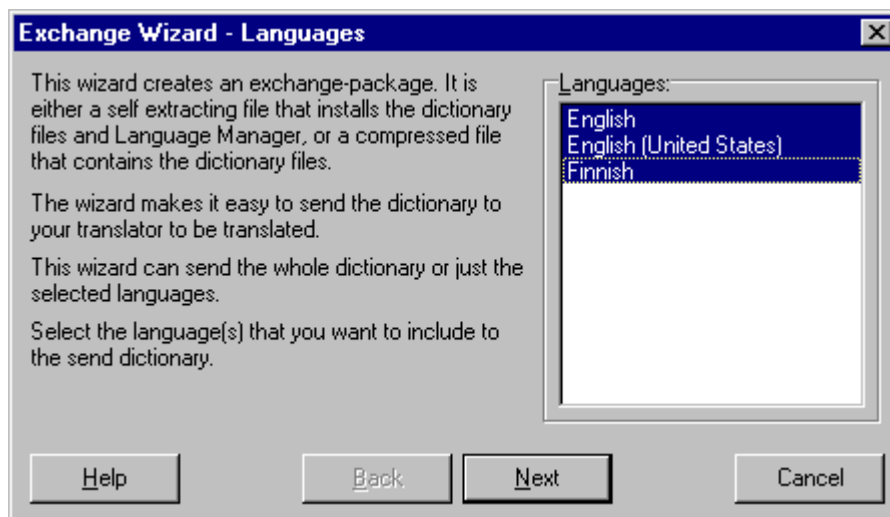 Exchange Wizard - Languages
This wizard creates an exchange-package. It is
either a self extracting file that installs the dictionary
files and Language Manager, or a compressed file
that contains the dictionary files.
The wizard makes it easy to send the dictionary to
your translator to be translated.
This wizard can send the whole dictionary or just the
selected languages.
Select the language(s) that you want to include to
the send dictionary.
Languages:
English
English (United States)
Finnish
Help
Back
Next
Cancel